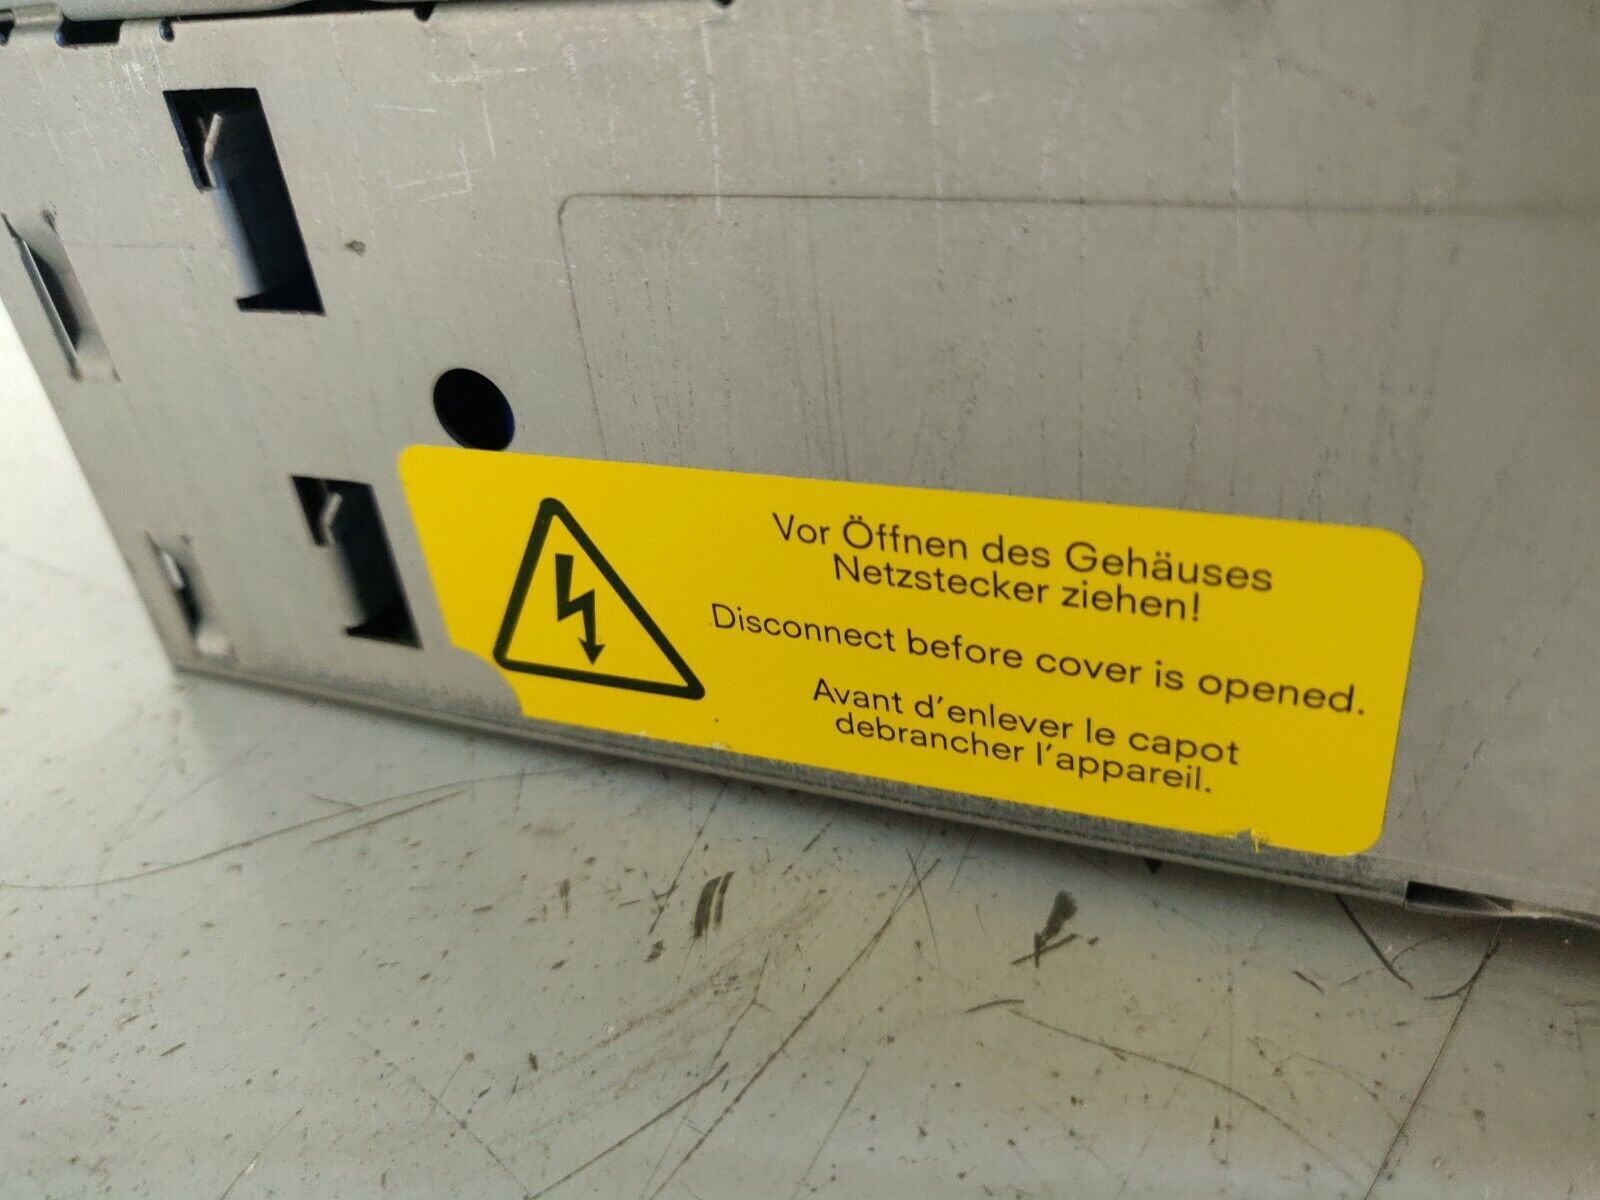 Vor Öffnen des Gehäuses
Netzstecker ziehen!
Disconnect before cover is opened.
Avant d'enlever le capot
debrancher l'appareil.